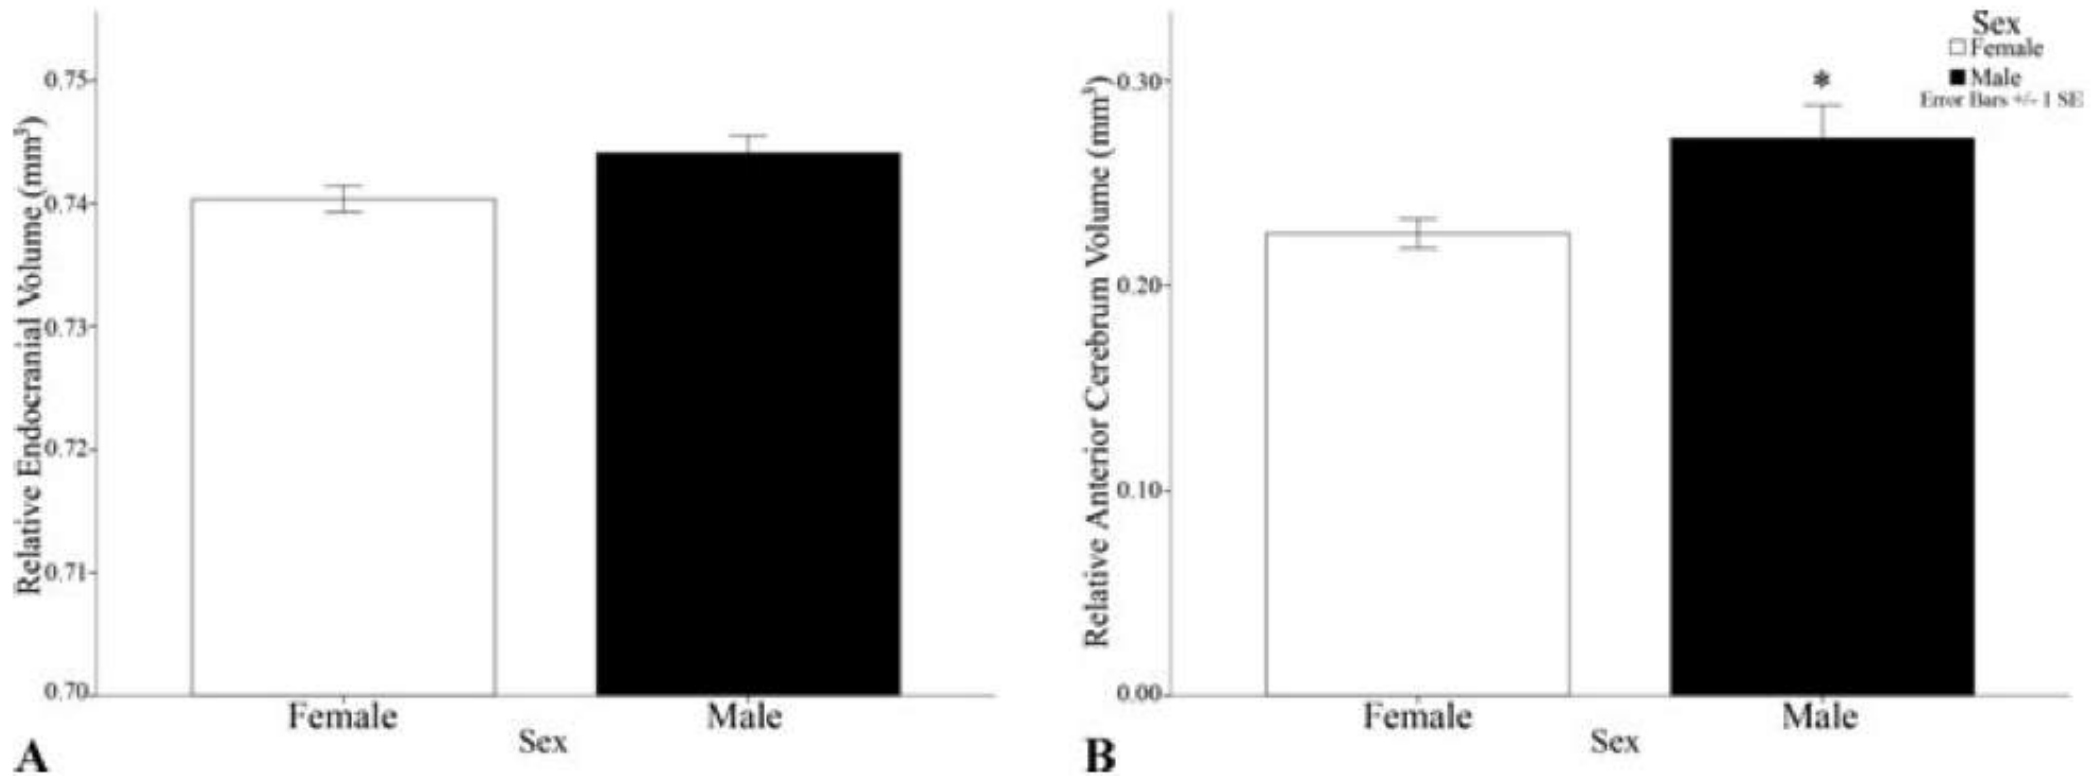 Relative Endocranial Volume (mm³)
0.75
0.74
0.73
0.72
0.71
0.70
Female
Male
Sex
A
Relative Anterior Cerebrum Volume (mm³)
0.30
0.20
0.10
0.00
*
Sex
Female
Male
Error Bars +/- 1 SE
Female
Male
Sex
B